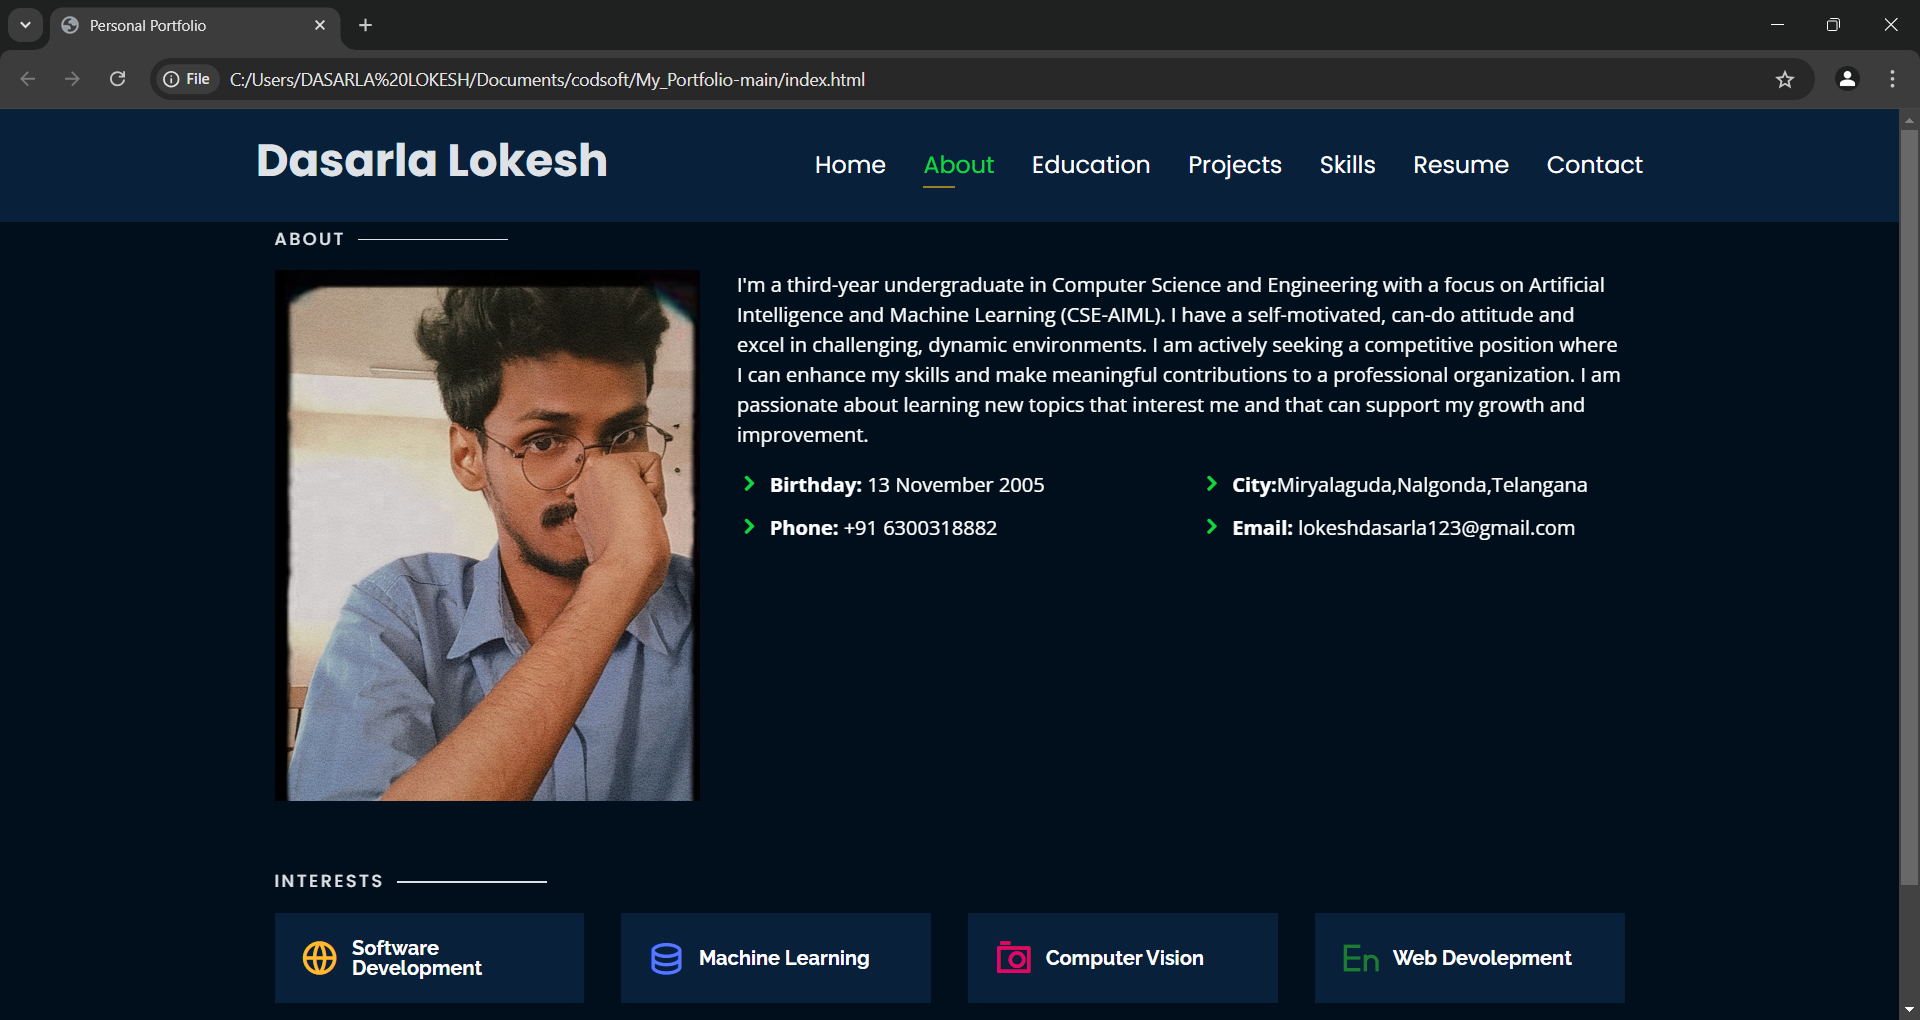 Personal Portfolio
File C:/Users/DASARLA%20LOKESH/Documents/codsoft/My_Portfolio-main/index.html
Dasarla Lokesh
Home About Education Projects Skills Resume Contact
ABOUT
I'm a third-year undergraduate in Computer Science and Engineering with a focus on Artificial
Intelligence and Machine Learning (CSE-AIML). I have a self-motivated, can-do attitude and
excel in challenging, dynamic environments. I am actively seeking a competitive position where
I can enhance my skills and make meaningful contributions to a professional organization. I am
passionate about learning new topics that interest me and that can support my growth and
improvement.
Birthday: 13 November 2005
City:Miryalaguda,Nalgonda,Telangana
Phone: +91 6300318882
Email: lokeshdasarla123@gmail.com
INTERESTS
Software
Development
Machine Learning
Computer Vision
En Web Devolepment